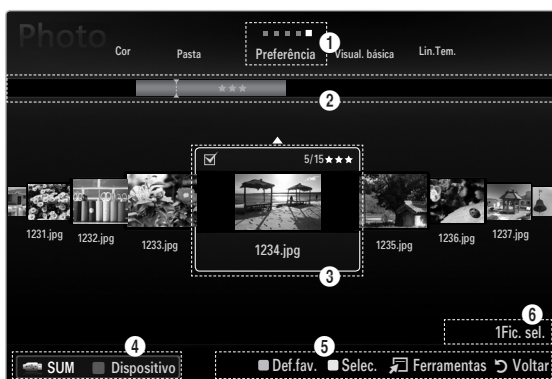 Photo
Cor Pasta Preferência Visual. básica Lin.Tem.
1
2
5/15★★★
1231.jpg 1232.jpg 1233.jpg 1234.jpg 1235.jpg 1236.jpg 1237.jpg
3
6
1Fic. sel.
4 5
SUM Dispositivo Def.fav. Selec. Ferramentas Voltar